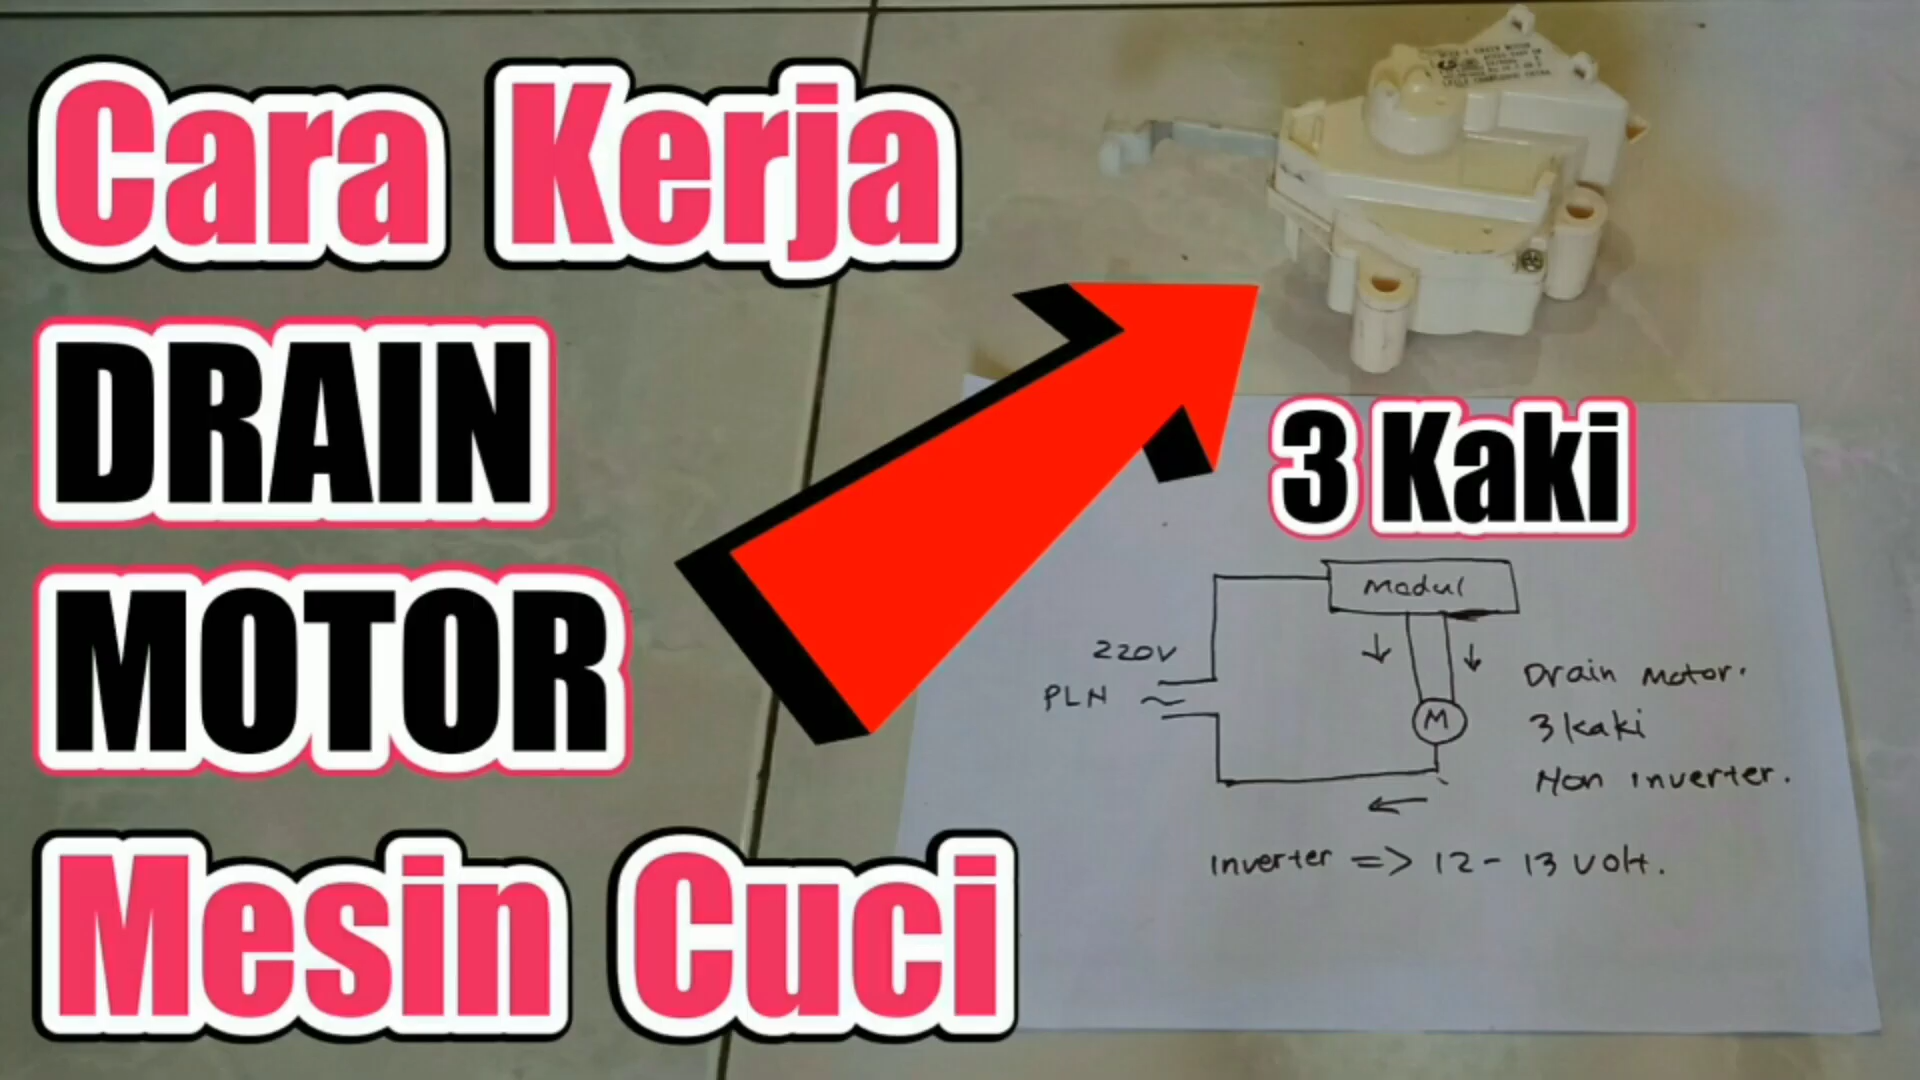 Cara Kerja
DRAIN
MOTOR
Mesin Cuci
3 Kaki
Modul
220V
PLN
M
Drain Motor.
3 kaki
Non inverter.
Inverter => 12 - 13 Volt.